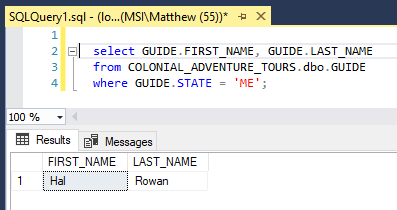 SQLQuery1.sql - (lo...(MSI\Matthew (55))*
1
2 select GUIDE.FIRST_NAME, GUIDE.LAST_NAME
3 from COLONIAL_ADVENTURE_TOURS.dbo.GUIDE
4 where GUIDE.STATE = 'ME';
100 %
Results Messages
FIRST_NAME LAST_NAME
1 Hal Rowan